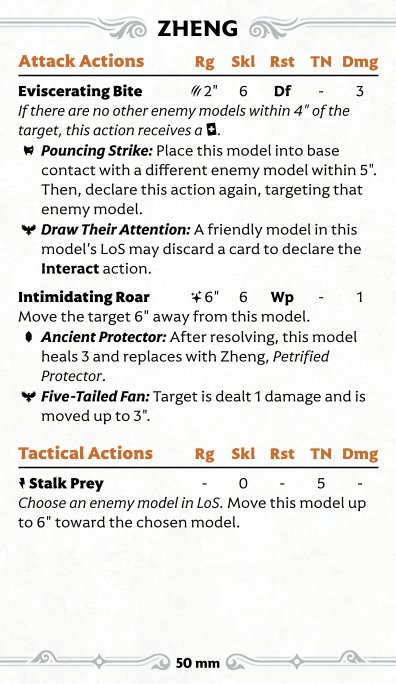 ZHENG
Attack Actions Rg Skl Rst TN Dmg
Eviscerating Bite 2" 6 Df - 3
If there are no other enemy models within 4" of the
target, this action receives a .
Pouncing Strike: Place this model into base
contact with a different enemy model within 5".
Then, declare this action again, targeting that
enemy model.
Draw Their Attention: A friendly model in this
model's LoS may discard a card to declare the
Interact action.
Intimidating Roar 6" 6 Wp - 1
Move the target 6" away from this model.
Ancient Protector: After resolving, this model
heals 3 and replaces with Zheng, Petrified
Protector.
Five-Tailed Fan: Target is dealt 1 damage and is
moved up to 3".
Tactical Actions Rg Skl Rst TN Dmg
Stalk Prey - 0 - 5 -
Choose an enemy model in LoS. Move this model up
to 6" toward the chosen model.
50 mm